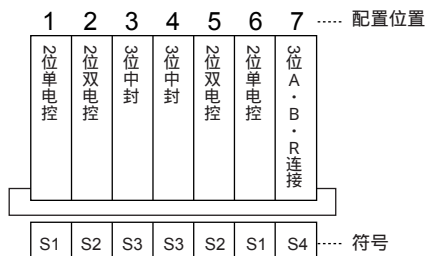 1 2 3 4 5 6 7 ····· 配置位置
2位单电控
2位双电控
3位中封
3位中封
2位双电控
2位单电控
3位A·B·R连接
S1 S2 S3 S3 S2 S1 S4 ····· 符号